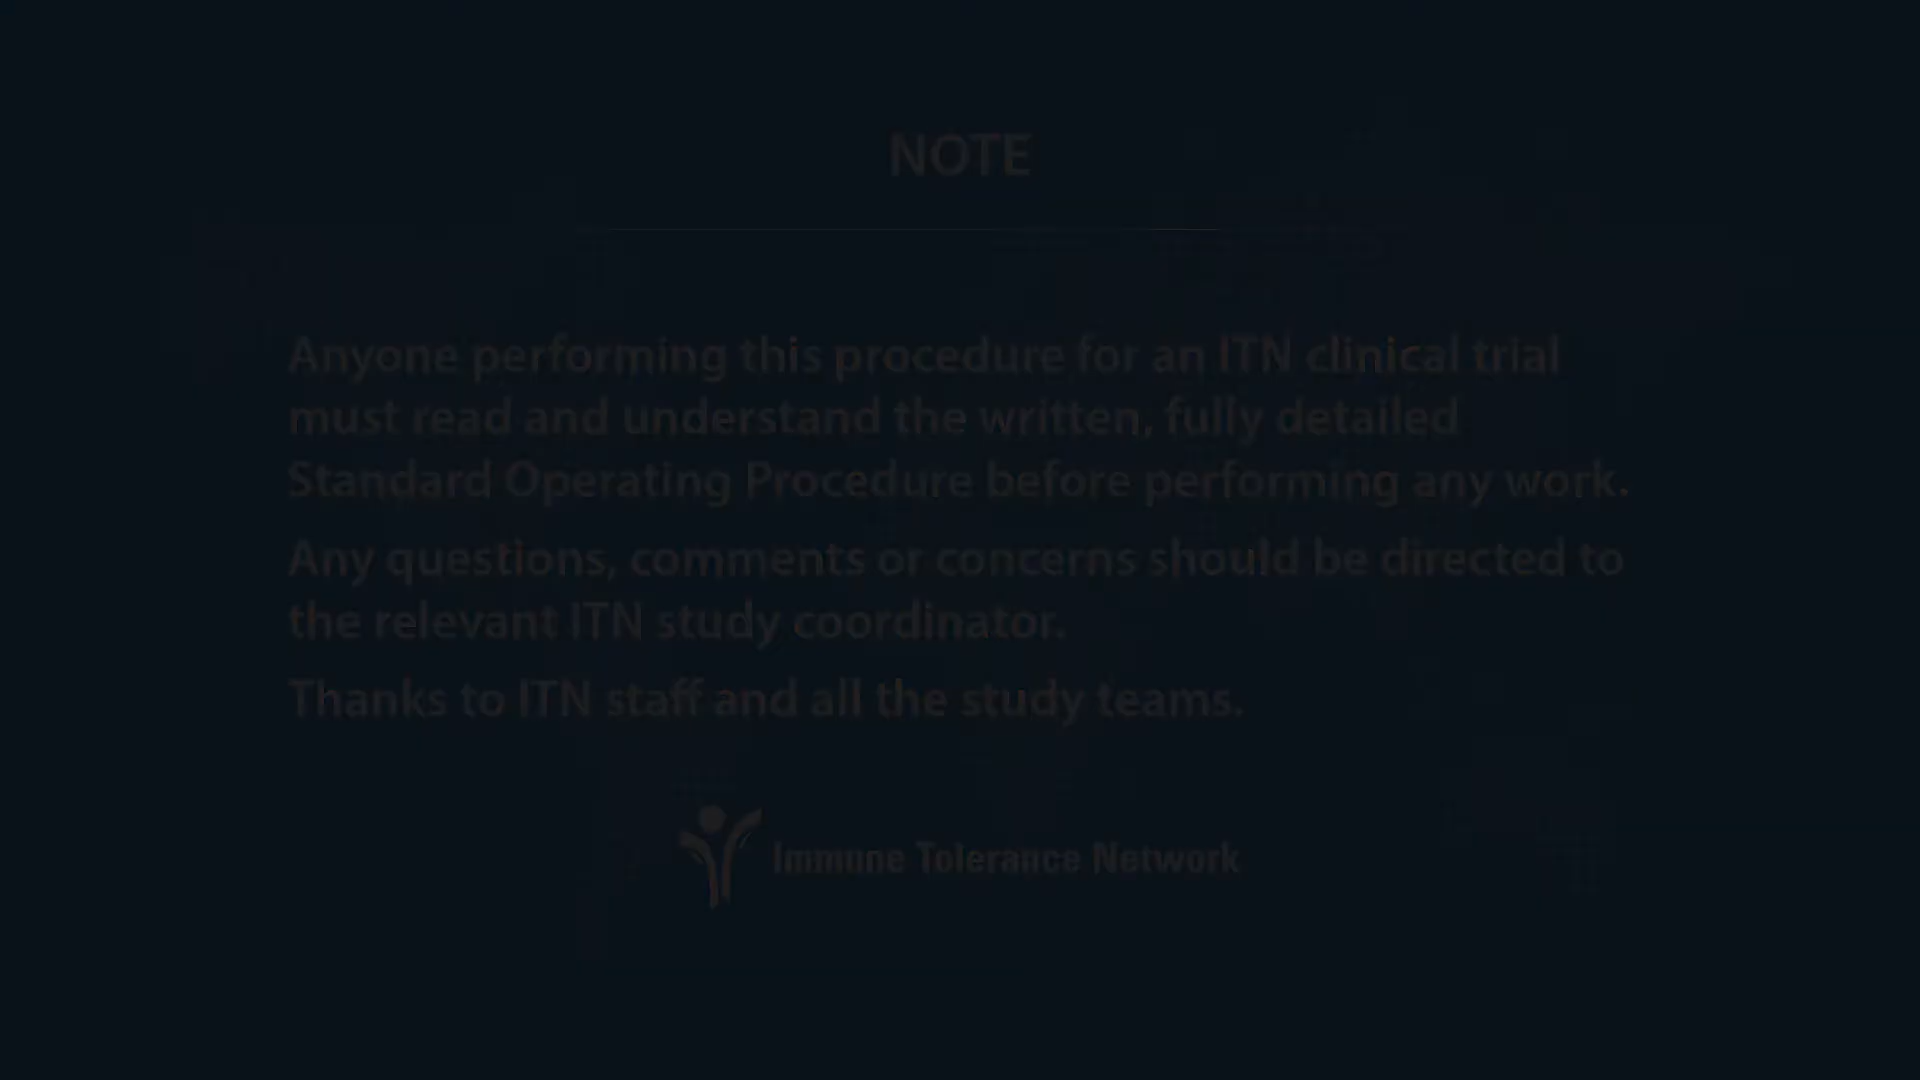 NOTE
Anyone performing this procedure for an ITN clinical trial
must read and understand the written, fully detailed
Standard Operating Procedure before performing any work.
Any questions, comments or concerns should be directed to
the relevant ITN study coordinator.
Thanks to ITN staff and all the study teams.
Immune Tolerance Network